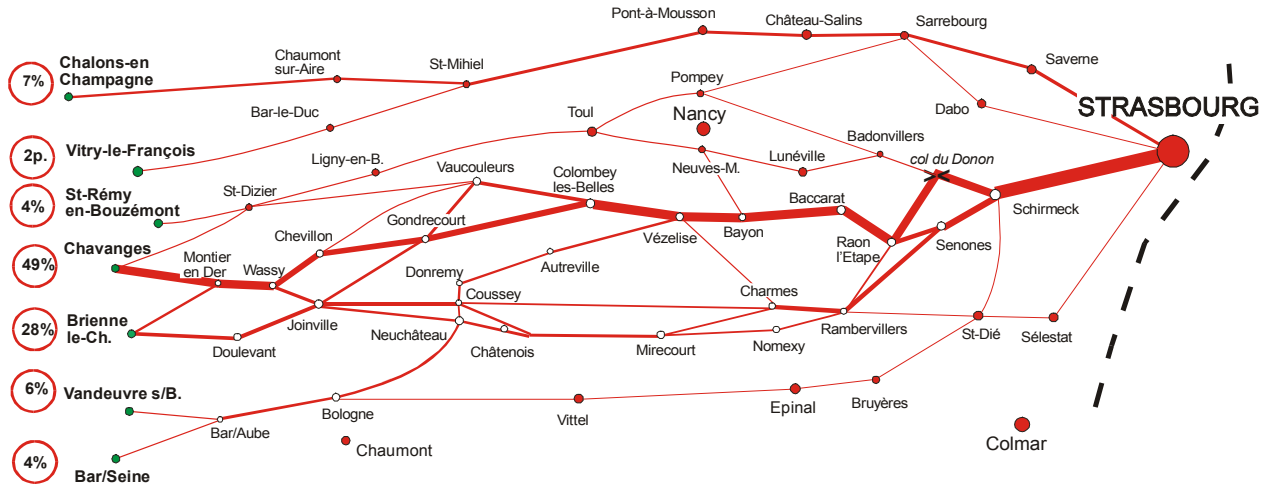 Pont-à-Mousson
Château-Salins
Sarrebourg
Saverne
7%
Chalons-en
Champagne
Chaumont
sur-Aire
St-Mihiel
Pompey
Dabo
STRASBOURG
Bar-le-Duc
Toul
Nancy
Badonvillers
2p.
Vitry-le-François
Ligny-en-B.
Vaucouleurs
Neuves-M.
Lunéville
col du Donon
4%
St-Rémy
en-Bouzémont
St-Dizier
Colombey
les-Belles
Baccarat
Schirmeck
Gondrecourt
Chevillon
Vézelise
Bayon
Raon
l'Etape
Senones
49%
Chavanges
Montier
en Der
Wassy
Autreville
Donremy
Coussey
Charmes
28%
Brienne
le-Ch.
Joinville
Neuchâteau
Rambervillers
Doulevant
Châtenois
Mirecourt
Nomexy
St-Dié
Sélestat
6%
Vandeuvre s/B.
Bologne
Vittel
Epinal
Bruyères
Bar/Aube
Chaumont
Colmar
4%
Bar/Seine